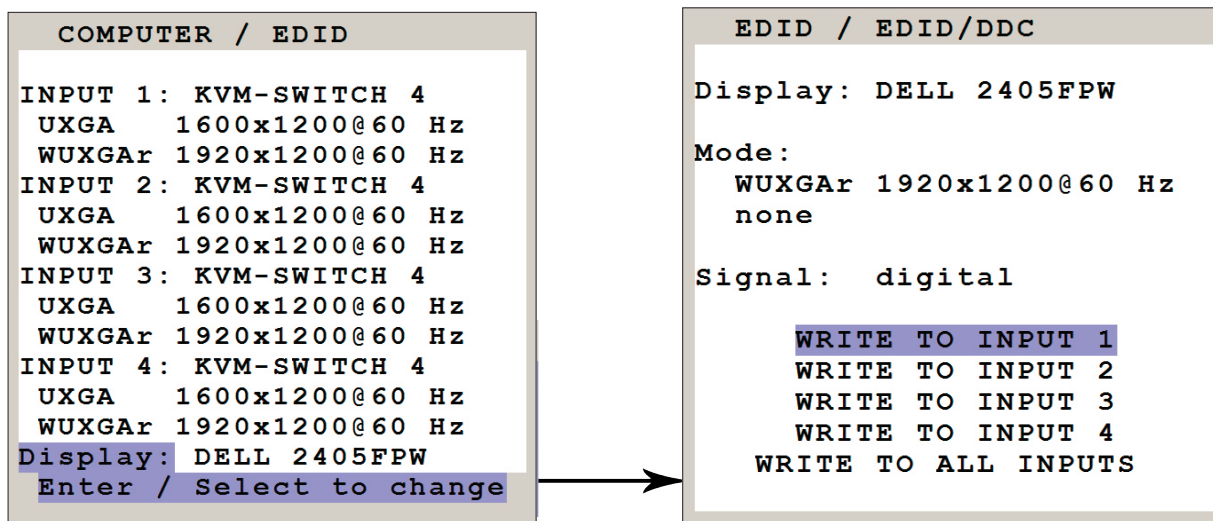 COMPUTER / EDID
INPUT 1: KVM-SWITCH 4
UXGA 1600x1200@60 Hz
WUXGAr 1920x1200@60 Hz
INPUT 2: KVM-SWITCH 4
UXGA 1600x1200@60 Hz
WUXGAr 1920x1200@60 Hz
INPUT 3: KVM-SWITCH 4
UXGA 1600x1200@60 Hz
WUXGAr 1920x1200@60 Hz
INPUT 4: KVM-SWITCH 4
UXGA 1600x1200@60 Hz
WUXGAr 1920x1200@60 Hz
Display: DELL 2405FPW
Enter / Select to change
EDID / EDID/DDC
Display: DELL 2405FPW
Mode:
WUXGAr 1920x1200@60 Hz
none
Signal: digital
WRITE TO INPUT 1
WRITE TO INPUT 2
WRITE TO INPUT 3
WRITE TO INPUT 4
WRITE TO ALL INPUTS